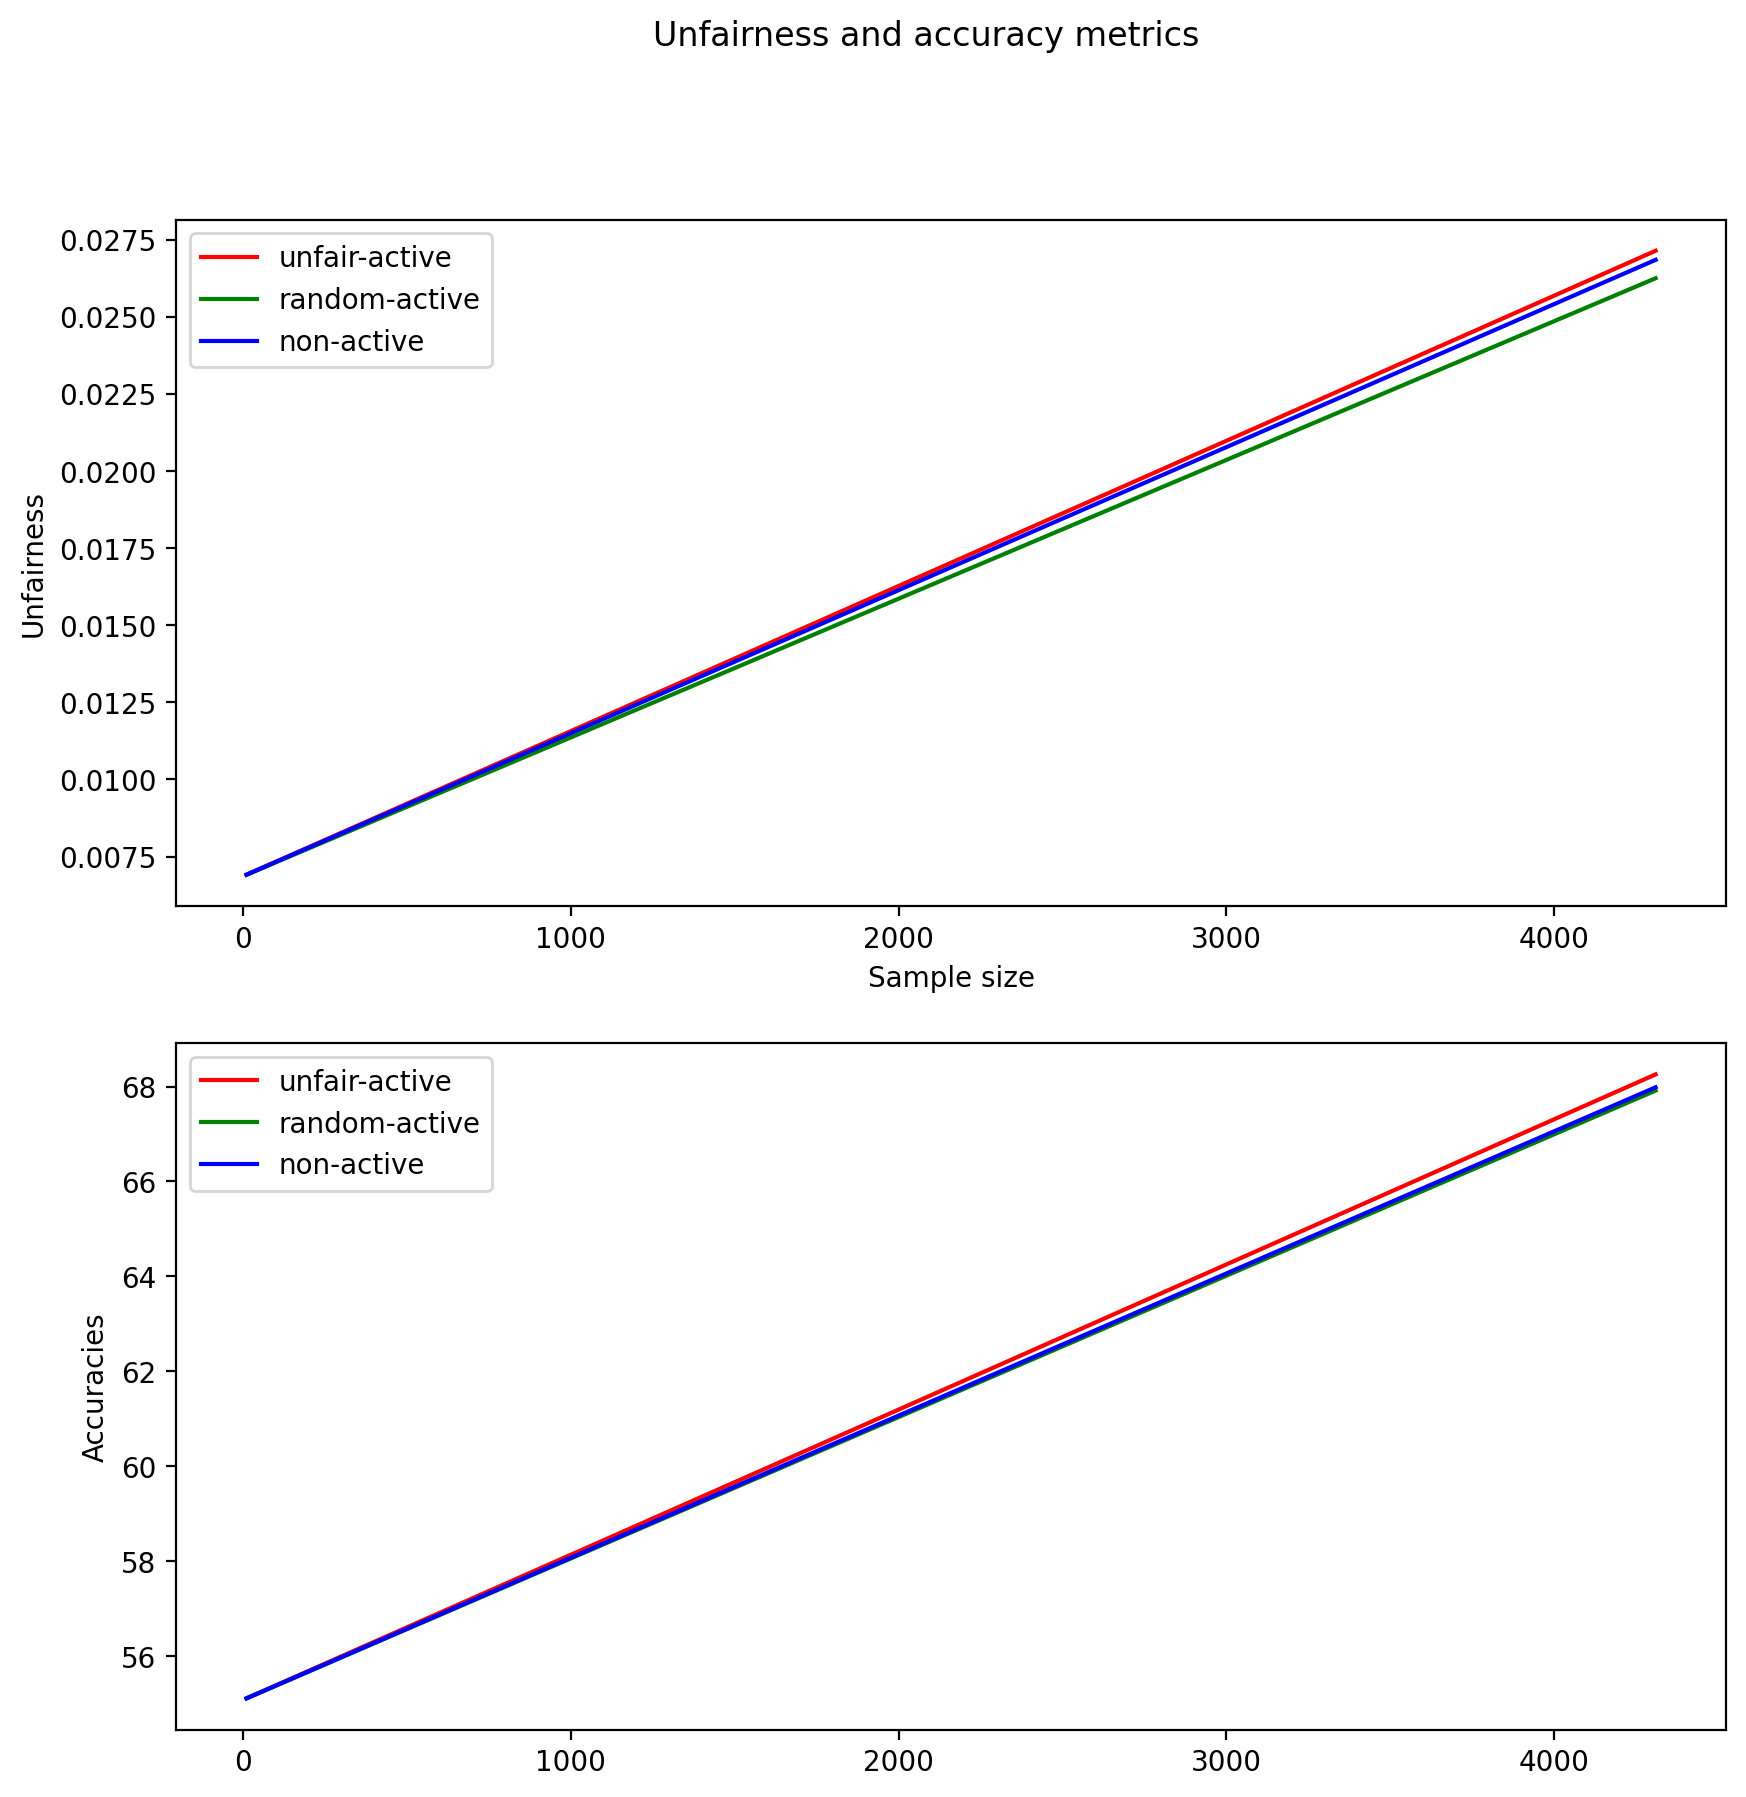 Unfairness and accuracy metrics
unfair-active
random-active
non-active
0.0275
0.0250
0.0225
0.0200
0.0175
0.0150
0.0125
0.0100
0.0075
Unfairness
0 1000 2000 3000 4000
Sample size
unfair-active
random-active
non-active
68
66
64
62
60
58
56
Accuracies
0 1000 2000 3000 4000